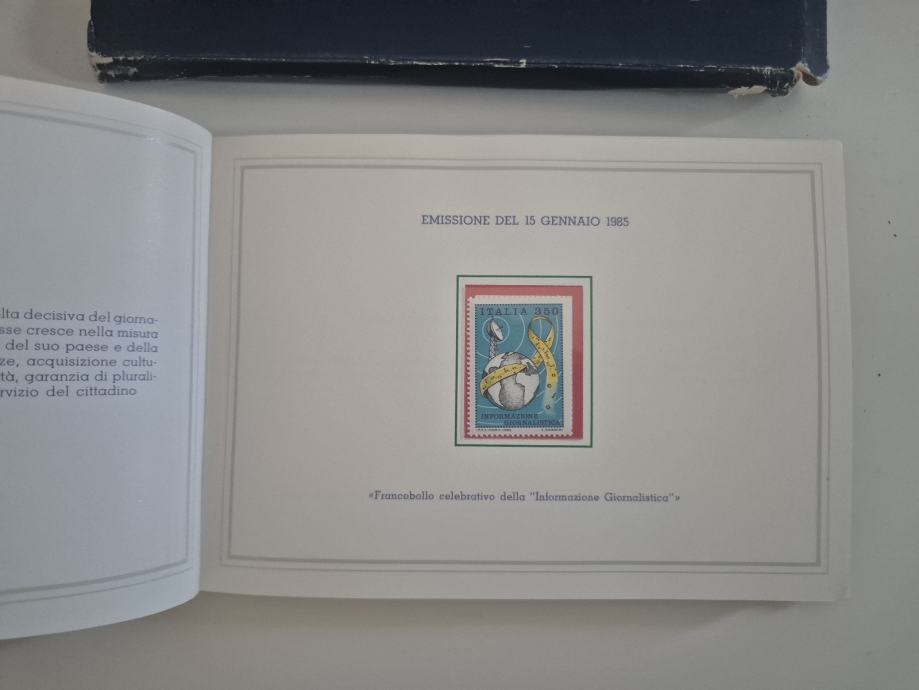 lta decisiva del giorna-
sse cresce nella misura
del suo paese e della
ze, acquisizione cultu-
tà, garanzia di plurali-
rvizio del cittadino
EMISSIONE DEL 15 GENNAIO 1985
ITALIA 350
INFORMAZIONE
GIORNALISTICA
«Francobollo celebrativo della "Informazione Giornalistica"»